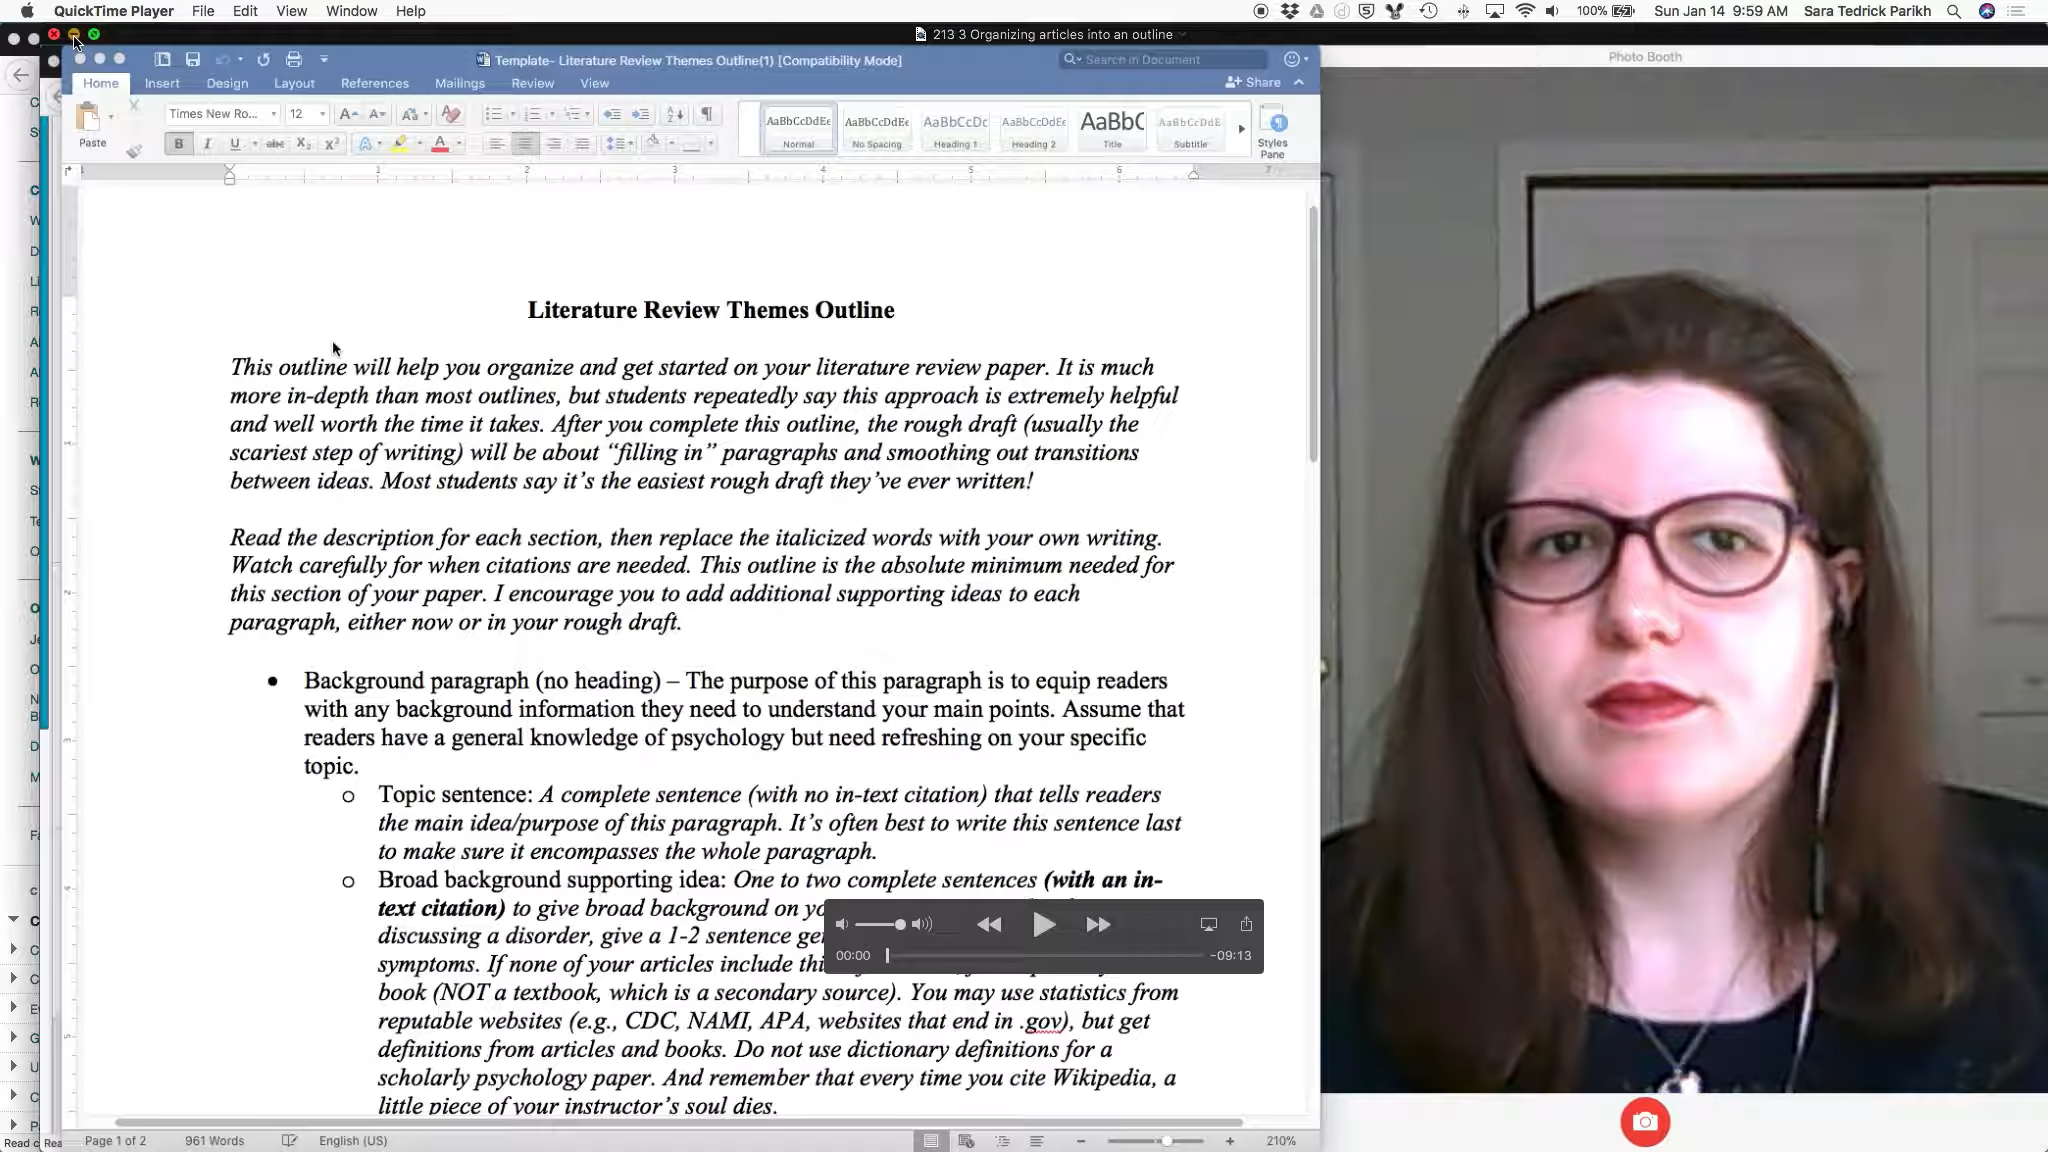 QuickTime Player File Edit View Window Help
100% Sun Jan 14 9:59 AM Sara Tedrick Parikh
213 3 Organizing articles into an outline
Photo Booth
Template- Literature Review Themes Outline(1) [Compatibility Mode]
Search in Document
Home Insert Design Layout References Mailings Review View
Share
Paste
Times New Ro... 12
AaBbCcDdEe Normal
AaBbCcDdEe No Spacing
AaBbCcDc Heading 1
AaBbCcDdEe Heading 2
AaBbC Title
AaBbCcDdE Subtitle
Styles Pane
1 1 2 3 4 5 6 7
Literature Review Themes Outline
This outline will help you organize and get started on your literature review paper. It is much
more in-depth than most outlines, but students repeatedly say this approach is extremely helpful
and well worth the time it takes. After you complete this outline, the rough draft (usually the
scariest step of writing) will be about “filling in” paragraphs and smoothing out transitions
between ideas. Most students say it’s the easiest rough draft they’ve ever written!
Read the description for each section, then replace the italicized words with your own writing.
Watch carefully for when citations are needed. This outline is the absolute minimum needed for
this section of your paper. I encourage you to add additional supporting ideas to each
paragraph, either now or in your rough draft.
• Background paragraph (no heading) – The purpose of this paragraph is to equip readers
with any background information they need to understand your main points. Assume that
readers have a general knowledge of psychology but need refreshing on your specific
topic.
o Topic sentence: A complete sentence (with no in-text citation) that tells readers
the main idea/purpose of this paragraph. It’s often best to write this sentence last
to make sure it encompasses the whole paragraph.
o Broad background supporting idea: One to two complete sentences (with an in-
text citation) to give broad background on yo
discussing a disorder, give a 1-2 sentence ge
symptoms. If none of your articles include thi
book (NOT a textbook, which is a secondary source). You may use statistics from
reputable websites (e.g., CDC, NAMI, APA, websites that end in .gov), but get
definitions from articles and books. Do not use dictionary definitions for a
scholarly psychology paper. And remember that every time you cite Wikipedia, a
little piece of your instructor’s soul dies.
00:00 -09:13
Page 1 of 2 961 Words English (US) 210%